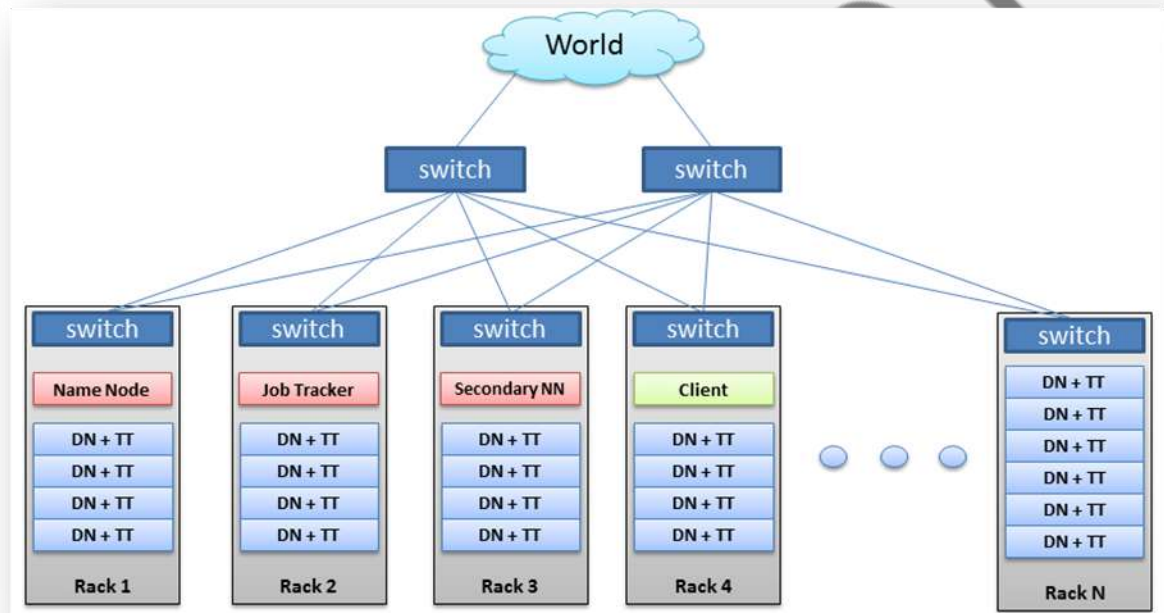 World
switch switch
switch switch switch switch switch
Name Node Job Tracker Secondary NN Client DN + TT
DN + TT
DN + TT DN + TT DN + TT DN + TT DN + TT
DN + TT DN + TT DN + TT DN + TT DN + TT
DN + TT DN + TT DN + TT DN + TT DN + TT
DN + TT DN + TT DN + TT DN + TT DN + TT
Rack 1 Rack 2 Rack 3 Rack 4 Rack N